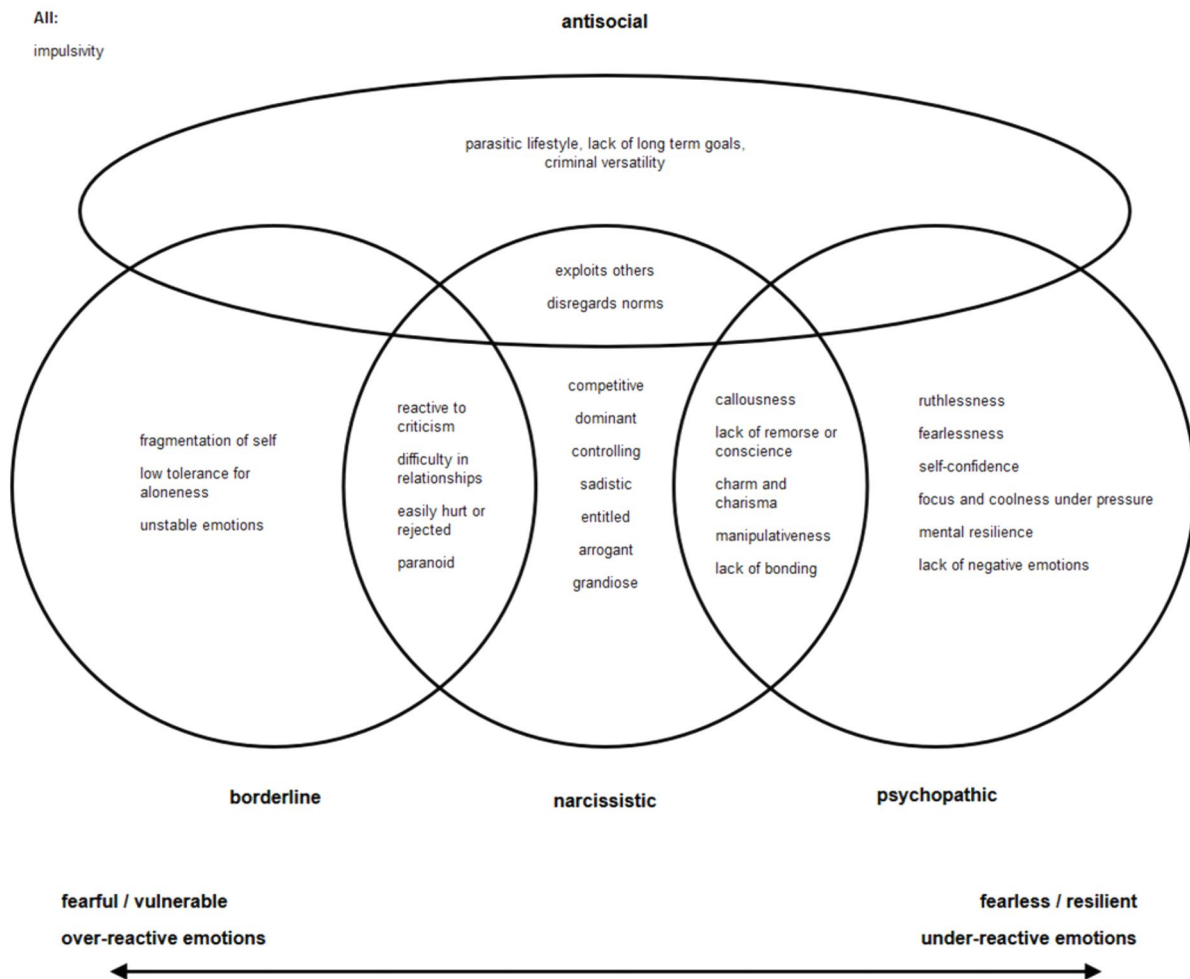 All:
impulsivity
antisocial
parasitic lifestyle, lack of long term goals,
criminal versatility
exploits others
disregards norms
fragmentation of self
low tolerance for
aloneness
unstable emotions
reactive to
criticism
difficulty in
relationships
easily hurt or
rejected
paranoid
competitive
dominant
controlling
sadistic
entitled
arrogant
grandiose
callousness
lack of remorse or
conscience
charm and
charisma
manipulativeness
lack of bonding
ruthlessness
fearlessness
self-confidence
focus and coolness under pressure
mental resilience
lack of negative emotions
borderline
narcissistic
psychopathic
fearful / vulnerable
over-reactive emotions
fearless / resilient
under-reactive emotions